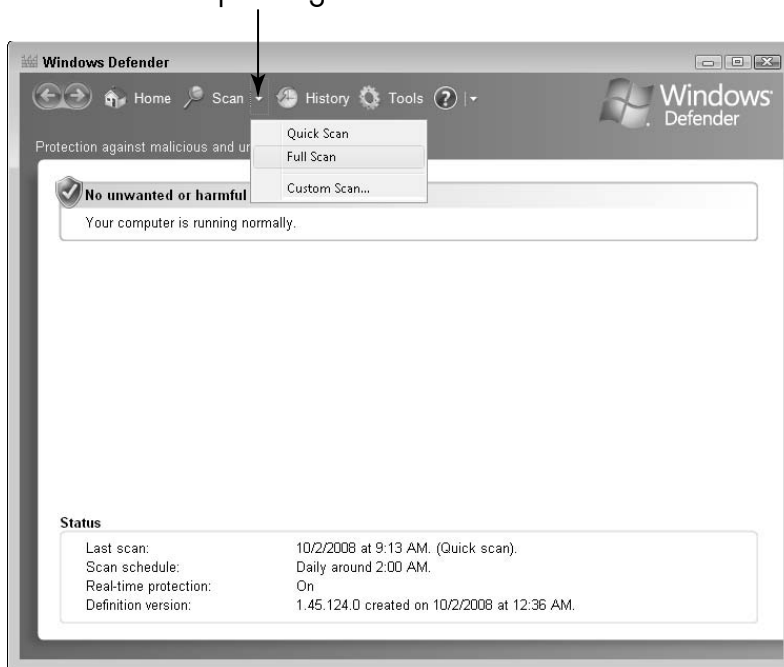 Windows Defender
Home Scan History Tools
Windows
Defender
Protection against malicious and
Quick Scan
Full Scan
Custom Scan...
No unwanted or harmful
Your computer is running normally.
Status
Last scan: 10/2/2008 at 9:13 AM. (Quick scan).
Scan schedule: Daily around 2:00 AM.
Real-time protection: On
Definition version: 1.45.124.0 created on 10/2/2008 at 12:36 AM.